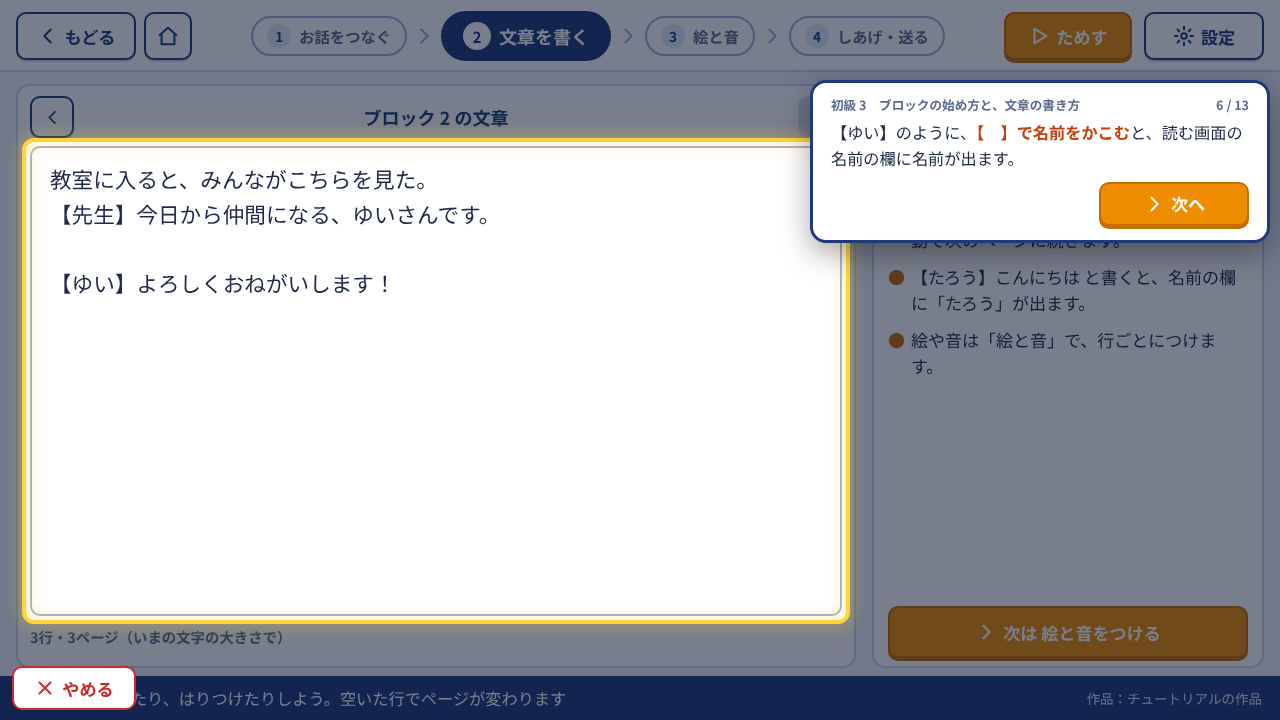 もどる
1 お話をつなぐ
2 文章を書く
3 絵と音
4 しあげ・送る
ためす
設定
ブロック 2 の文章
初級 3　ブロックの始め方と、文章の書き方
6 / 13
【ゆい】のように、【　】で名前をかこむと、読む画面の
名前の欄に名前が出ます。
次へ
教室に入ると、みんながこちらを見た。
【先生】今日から仲間になる、ゆいさんです。
【ゆい】よろしくおねがいします！
【たろう】こんにちは と書くと、名前の欄
に「たろう」が出ます。
絵や音は「絵と音」で、行ごとにつけま
す。
次は 絵と音をつける
3行・3ページ（いまの文字の大きさで）
やめる
たり、はりつけたりしよう。空いた行でページが変わります
作品：チュートリアルの作品